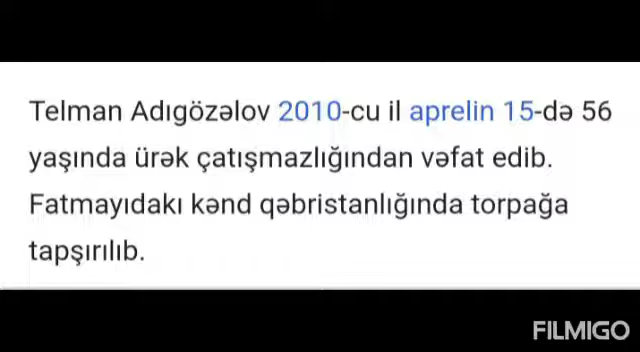 Telman Adıgözəlov 2010-cu il aprelin 15-də 56
yaşında ürək çatışmazlığından vəfat edib.
Fatmayıdakı kənd qəbristanlığında torpağa
tapşırılıb.
FILMIGO